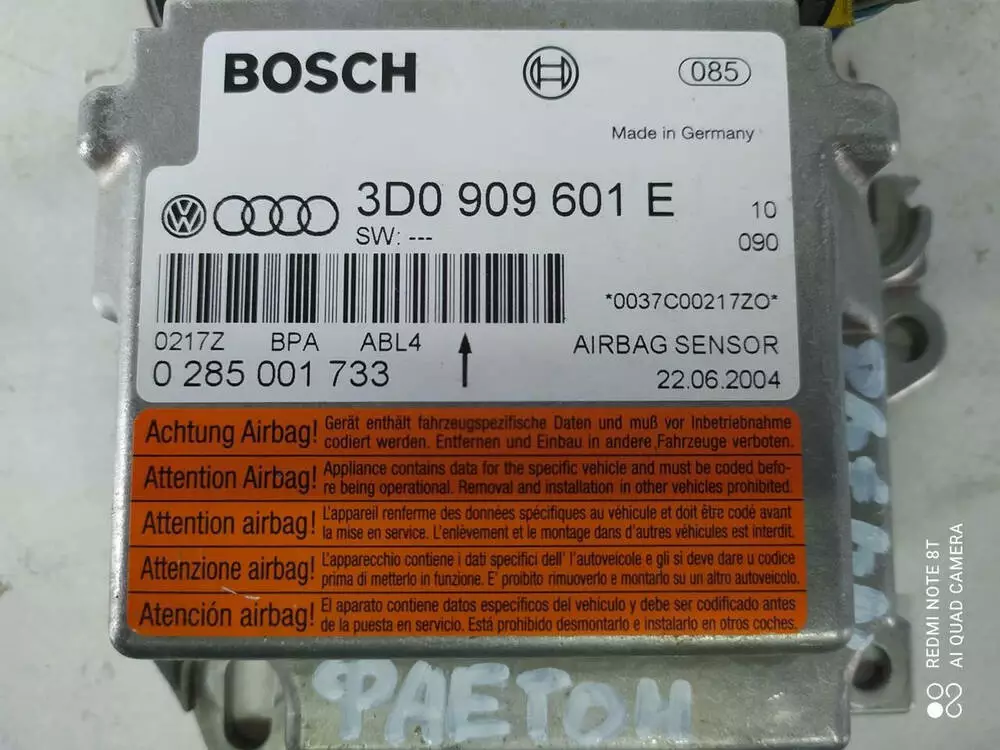 BOSCH
085
Made in Germany
3D0 909 601 E
10
SW: ---
090
*0037C00217ZO*
0217Z BPA ABL4
AIRBAG SENSOR
0 285 001 733
22.06.2004
Achtung Airbag! Gerät enthält fahrzeugspezifische Daten und muß vor Inbetriebnahme
codiert werden. Entfernen und Einbau in andere Fahrzeuge verboten.
Attention Airbag! Appliance contains data for the specific vehicle and must be coded befo-
re being operational. Removal and installation in other vehicles prohibited.
Attention airbag! L'appareil renferme des données spécifiques au véhicule et doit être codé avant
la mise en service. L'enlèvement et le montage dans d'autres véhicules est interdit.
Attenzione airbag! L'apparecchio contiene i dati specifici dell' l'autoveicole e gli si deve dare u codice
prima di metterlo in funzione. E' proibito rimuoverlo e montarlo su un altro autoveicolo.
Atención airbag! El aparato contiene datos específicos del vehículo y debe ser codificado antes
de la puesta en servicio. Está prohibido desmontarlo e instalarlo en otros coches.
ФАЕТОН
REDMI NOTE 8T
AI QUAD CAMERA